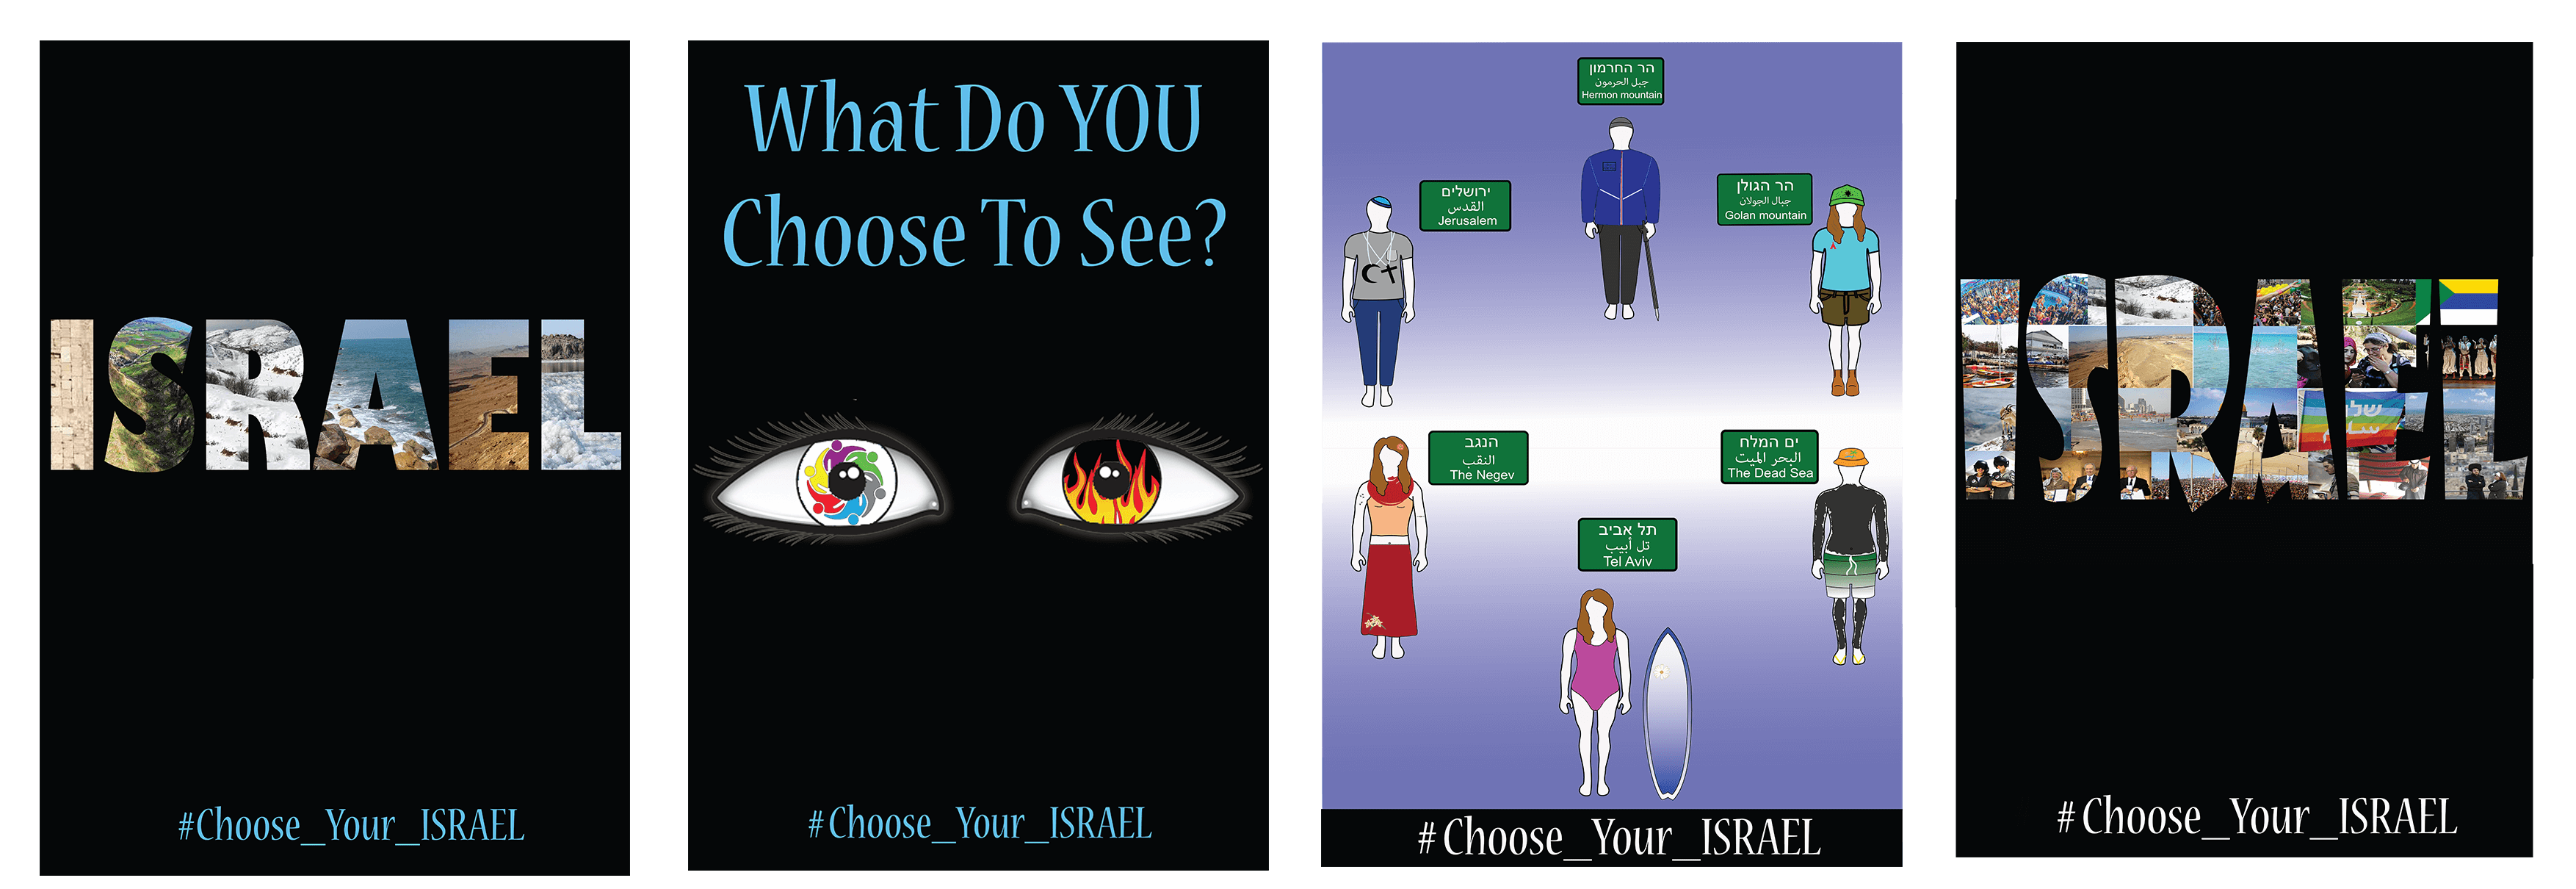 ISRAEL
#Choose_Your_ISRAEL
What Do YOU
Choose To See?
#Choose_Your_ISRAEL
הר החרמון
جبل الحرمون
Hermon mountain
ירושלים
القدس
Jerusalem
הר הגולן
جبال الجولان
Golan mountain
הנגב
النقب
The Negev
ים המלח
البحر الميت
The Dead Sea
תל אביב
تل أبيب
Tel Aviv
# Choose_Your_ISRAEL
ISRAEL
# Choose_Your_ISRAEL